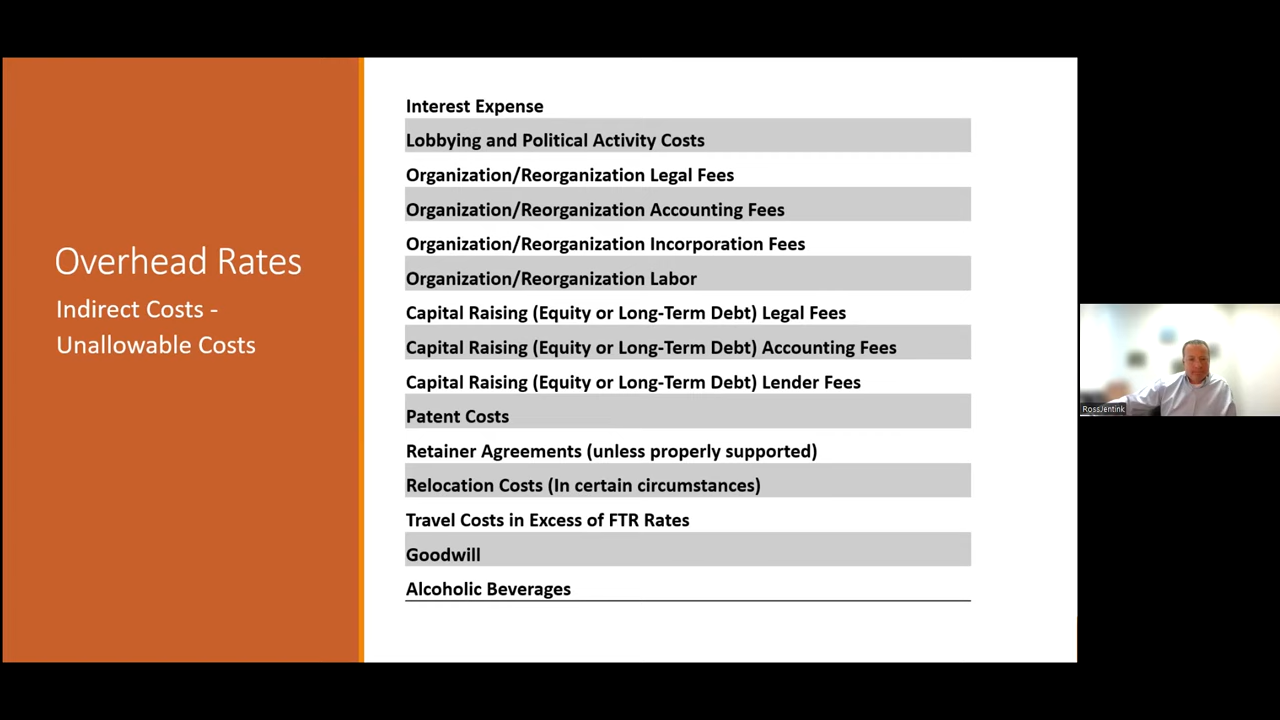 Overhead Rates
Indirect Costs -
Unallowable Costs
Interest Expense
Lobbying and Political Activity Costs
Organization/Reorganization Legal Fees
Organization/Reorganization Accounting Fees
Organization/Reorganization Incorporation Fees
Organization/Reorganization Labor
Capital Raising (Equity or Long-Term Debt) Legal Fees
Capital Raising (Equity or Long-Term Debt) Accounting Fees
Capital Raising (Equity or Long-Term Debt) Lender Fees
Patent Costs
Retainer Agreements (unless properly supported)
Relocation Costs (In certain circumstances)
Travel Costs in Excess of FTR Rates
Goodwill
Alcoholic Beverages
RossJentink